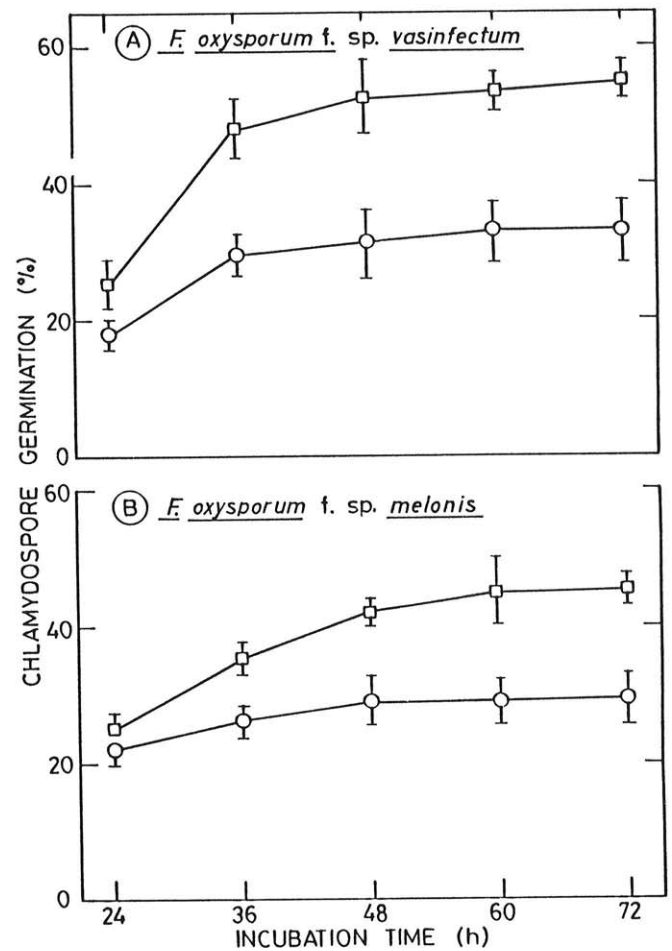 60
A F. oxysporum f. sp. vasinfectum
40
20
0
60
B F. oxysporum f. sp. melonis
40
20
0
24 36 48 60 72
INCUBATION TIME (h)
CHLAMYDOSPORE GERMINATION (%)